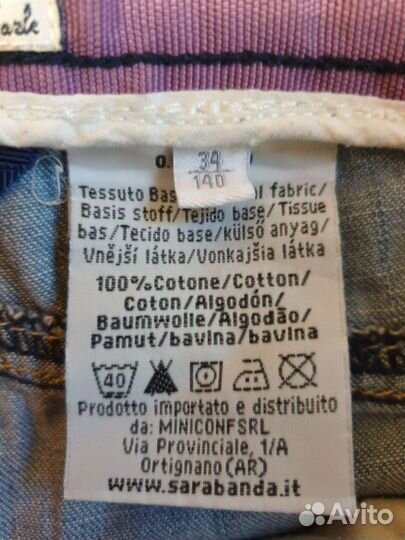 34
140
Tessuto fabric/
Basis stoff/Tejido base/Tissue
bas/Tecido base/külső anyag/
Vnější látka/Vonkajšia látka
100%Cotone/Cotton/
Coton/Algodón/
Baumwolle/Algodão/
Pamut/bavlna/bavlna
40
Prodotto importato e distribuito
da: MINICONFSRL
Via Provinciale, 1/A
Ortignano(AR)
www.sarabanda.it
Avito